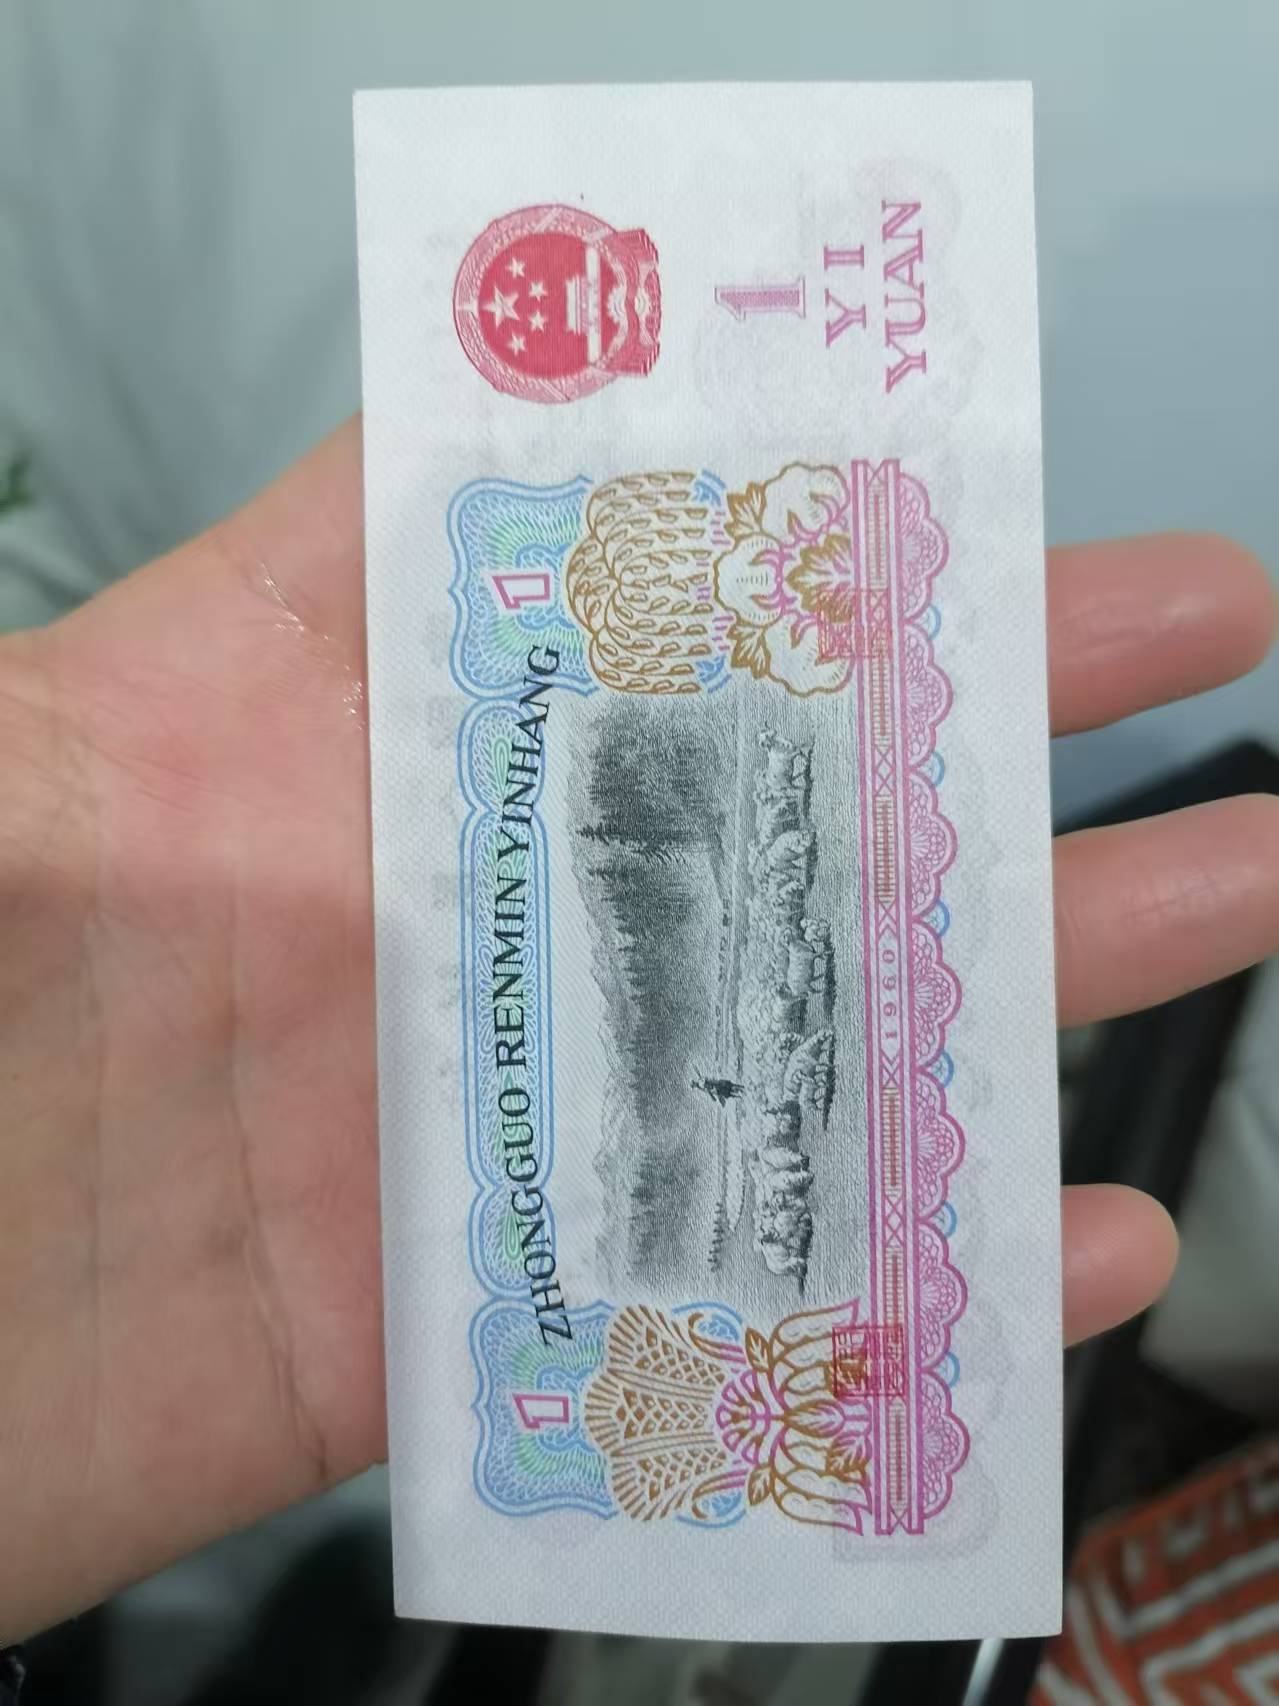 ZHONGGUO RENMIN YINHANG
1
1
1
YI
YUAN
1960